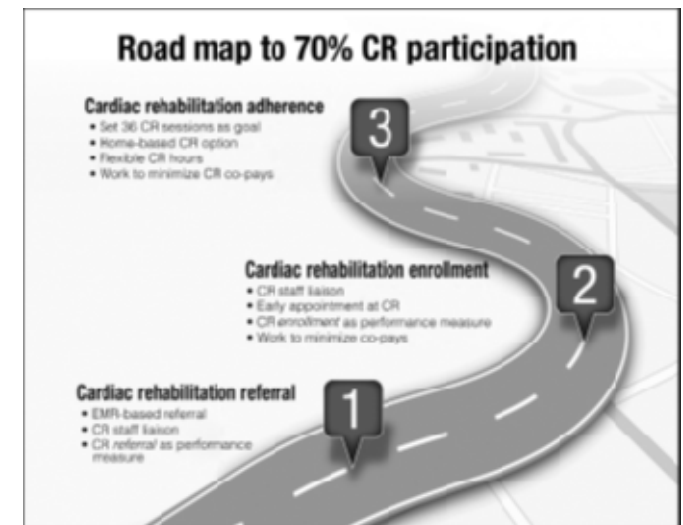 Road map to 70% CR participation
Cardiac rehabilitation adherence
• Set 36 CR sessions as goal
• Home-based CR option
• Flexible CR hours
• Work to minimize CR co-pays
3
Cardiac rehabilitation enrollment
• CR staff liaison
• Early appointment at CR
• CR enrollment as performance measure
• Work to minimize co-pays
2
Cardiac rehabilitation referral
• EMR-based referral
• CR staff liaison
• CR referral as performance
measure
1